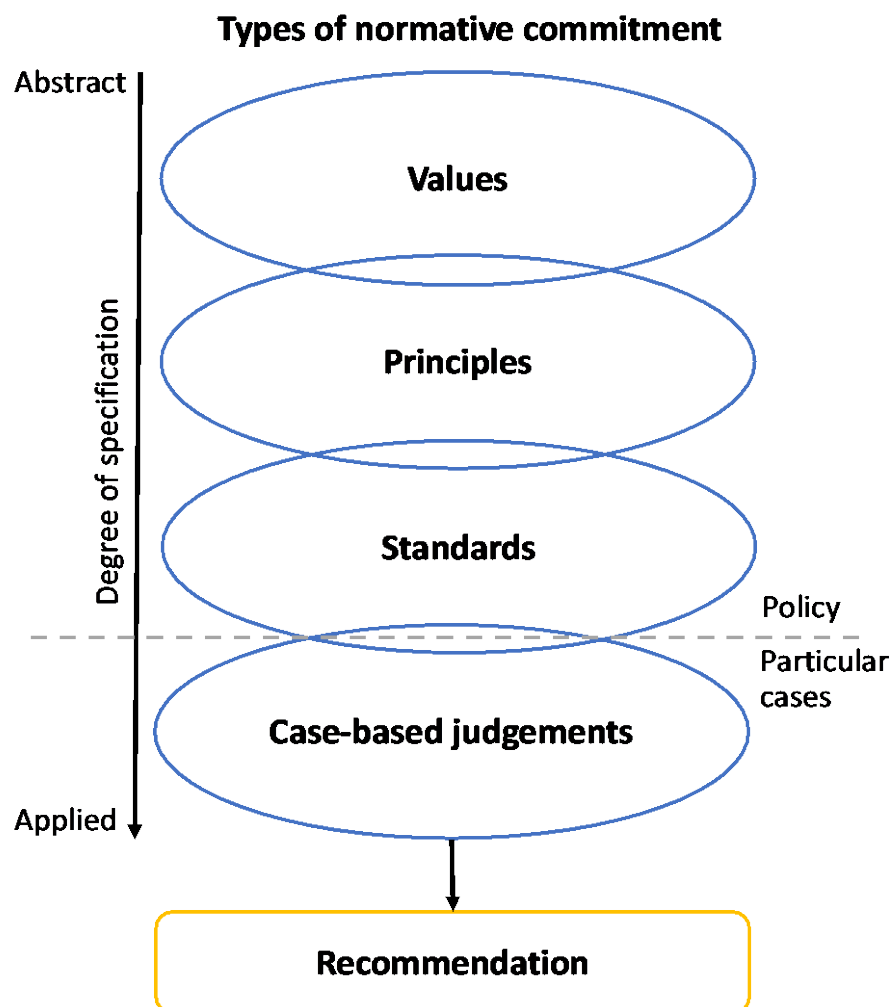 Types of normative commitment
Abstract
Values
Principles
Degree of specification
Standards
Policy
Particular
cases
Case-based judgements
Applied
Recommendation